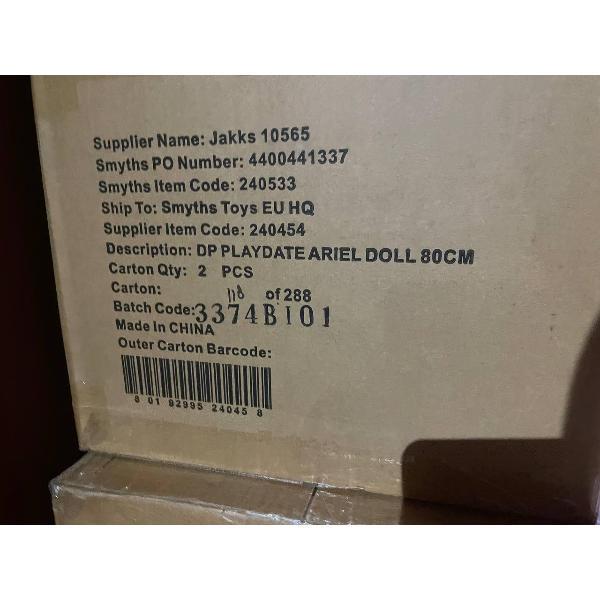 Supplier Name: Jakks 10565
Smyths PO Number: 4400441337
Smyths Item Code: 240533
Ship To: Smyths Toys EU HQ
Supplier Item Code: 240454
Description: DP PLAYDATE ARIEL DOLL 80CM
Carton Qty: 2 PCS
Carton: 118 of 288
Batch Code: 3374BI01
Made In CHINA
Outer Carton Barcode:
8 01 92995 24045 8